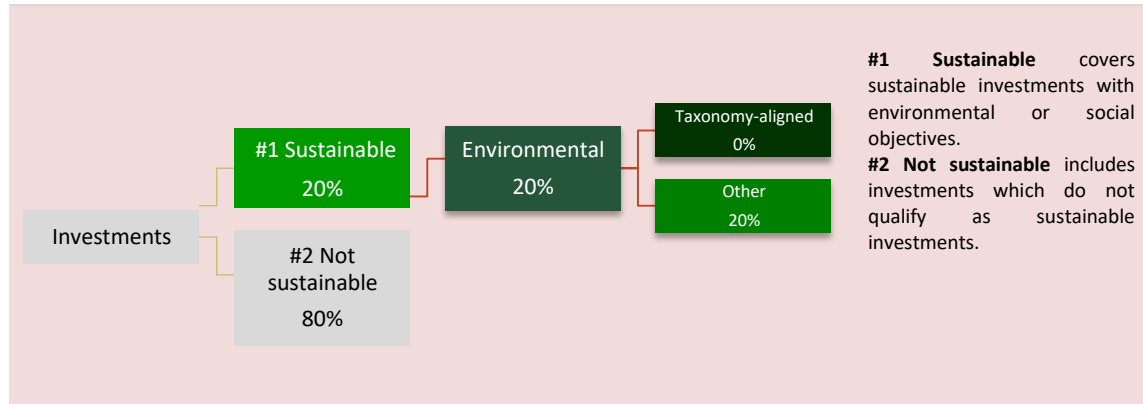 Investments
#1 Sustainable
20%
#2 Not
sustainable
80%
Environmental
20%
Taxonomy-aligned
0%
Other
20%
#1 Sustainable covers
sustainable investments with
environmental or social
objectives.
#2 Not sustainable includes
investments which do not
qualify as sustainable
investments.